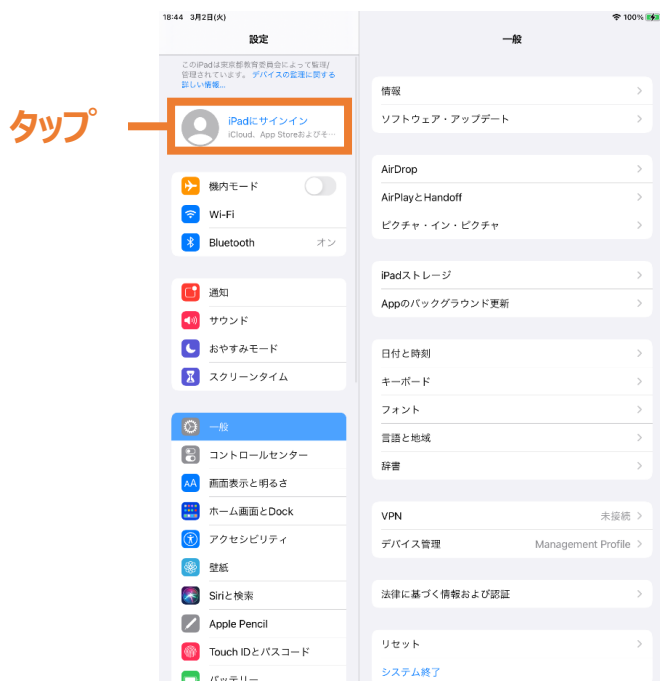 18:44 3月2日(火)
100%
設定
このiPadは東京都教育委員会によって監理/
管理されています。デバイスの監理に関する
詳しい情報...
タップ
iPadにサインイン
iCloud、App Storeおよびそ…
機内モード
Wi-Fi
Bluetooth オン
通知
サウンド
おやすみモード
スクリーンタイム
一般
コントロールセンター
AA 画面表示と明るさ
ホーム画面とDock
アクセシビリティ
壁紙
Siriと検索
Apple Pencil
Touch IDとパスコード
バッテリー
一般
情報
ソフトウェア・アップデート
AirDrop
AirPlayとHandoff
ピクチャ・イン・ピクチャ
iPadストレージ
Appのバックグラウンド更新
日付と時刻
キーボード
フォント
言語と地域
辞書
VPN 未接続
デバイス管理 Management Profile
法律に基づく情報および認証
リセット
システム終了